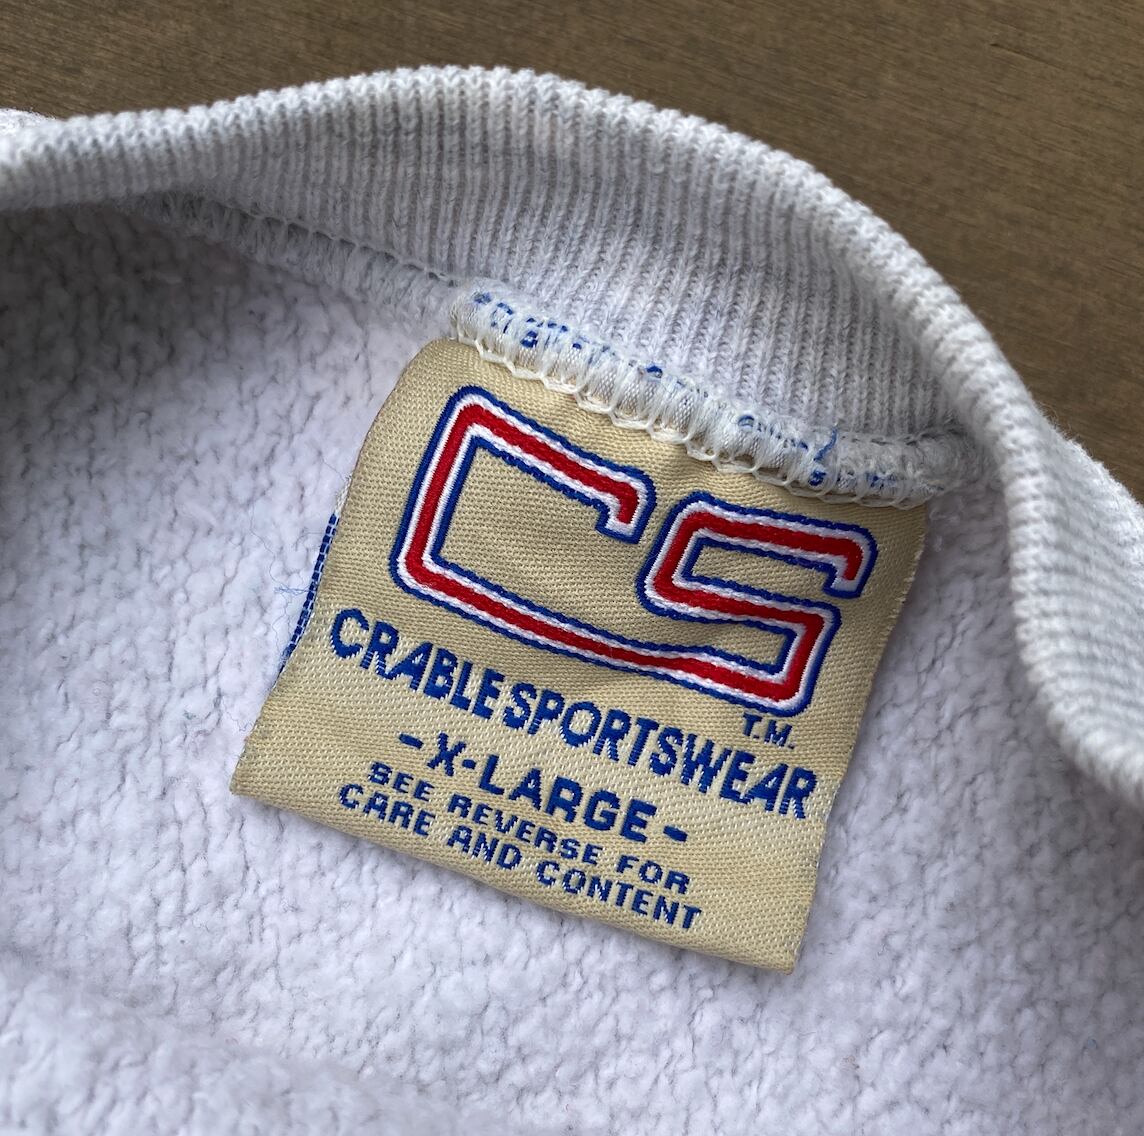 CS
T.M.
CRABLE SPORTSWEAR
-X-LARGE-
SEE REVERSE FOR
CARE AND CONTENT